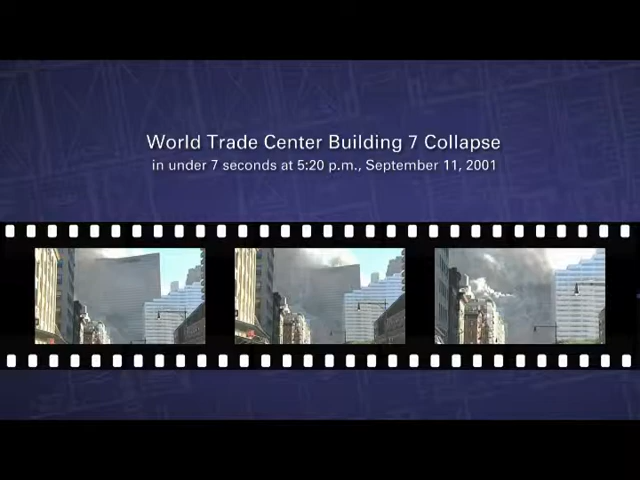 World Trade Center Building 7 Collapse
in under 7 seconds at 5:20 p.m., September 11, 2001